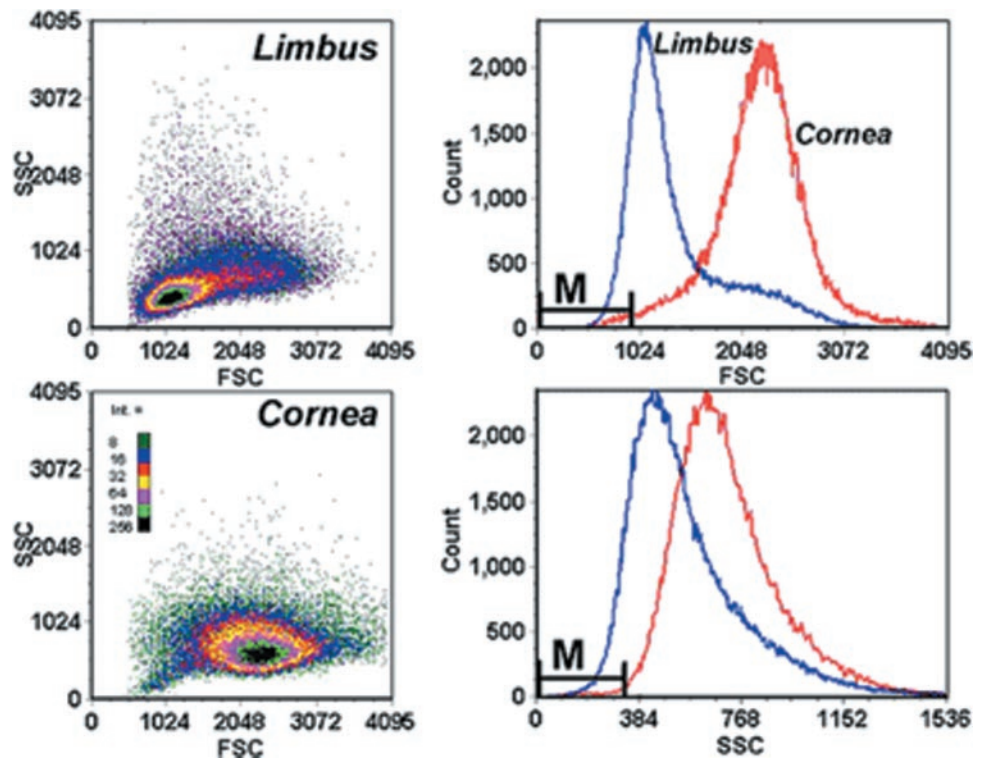 4095
Limbus
3072
SSC
2048
1024
0
0 1024 2048 3072 4095
FSC
Limbus
2,000
Cornea
1,500
Count
1,000
500
M
0
0 1024 2048 3072 4095
FSC
4095
Int. =
Cornea
8
16
32
64
128
256
3072
SSC
2048
1024
0
0 1024 2048 3072 4095
FSC
2,000
1,500
Count
1,000
500
M
0
0 384 768 1152 1536
SSC